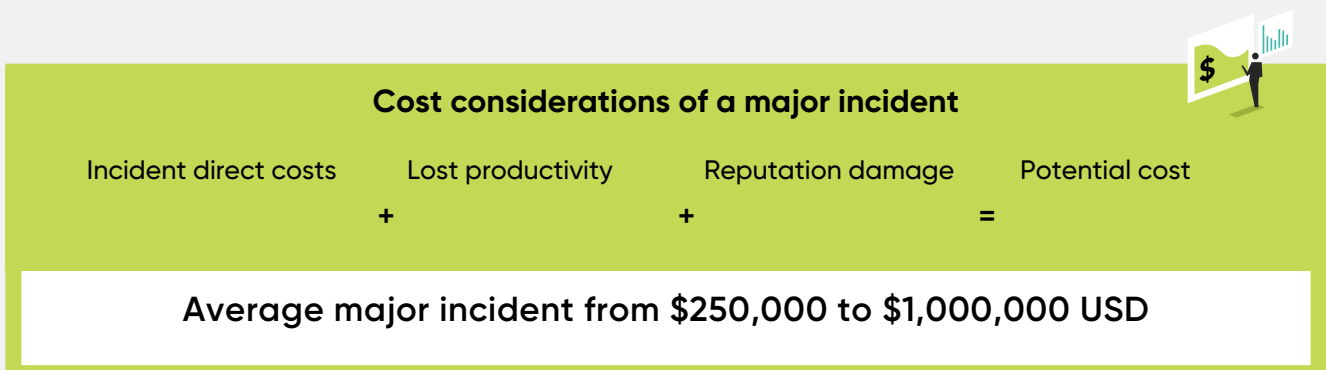 $
Cost considerations of a major incident
Incident direct costs Lost productivity Reputation damage Potential cost
+ + =
Average major incident from $250,000 to $1,000,000 USD